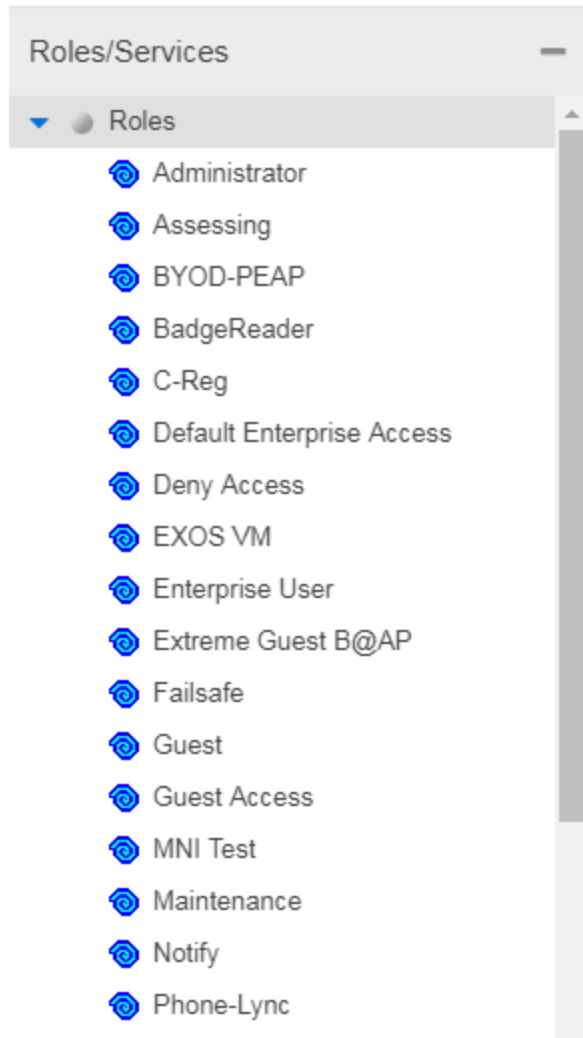 Roles/Services
Roles
Administrator
Assessing
BYOD-PEAP
BadgeReader
C-Reg
Default Enterprise Access
Deny Access
EXOS VM
Enterprise User
Extreme Guest B@AP
Failsafe
Guest
Guest Access
MNI Test
Maintenance
Notify
Phone-Lync